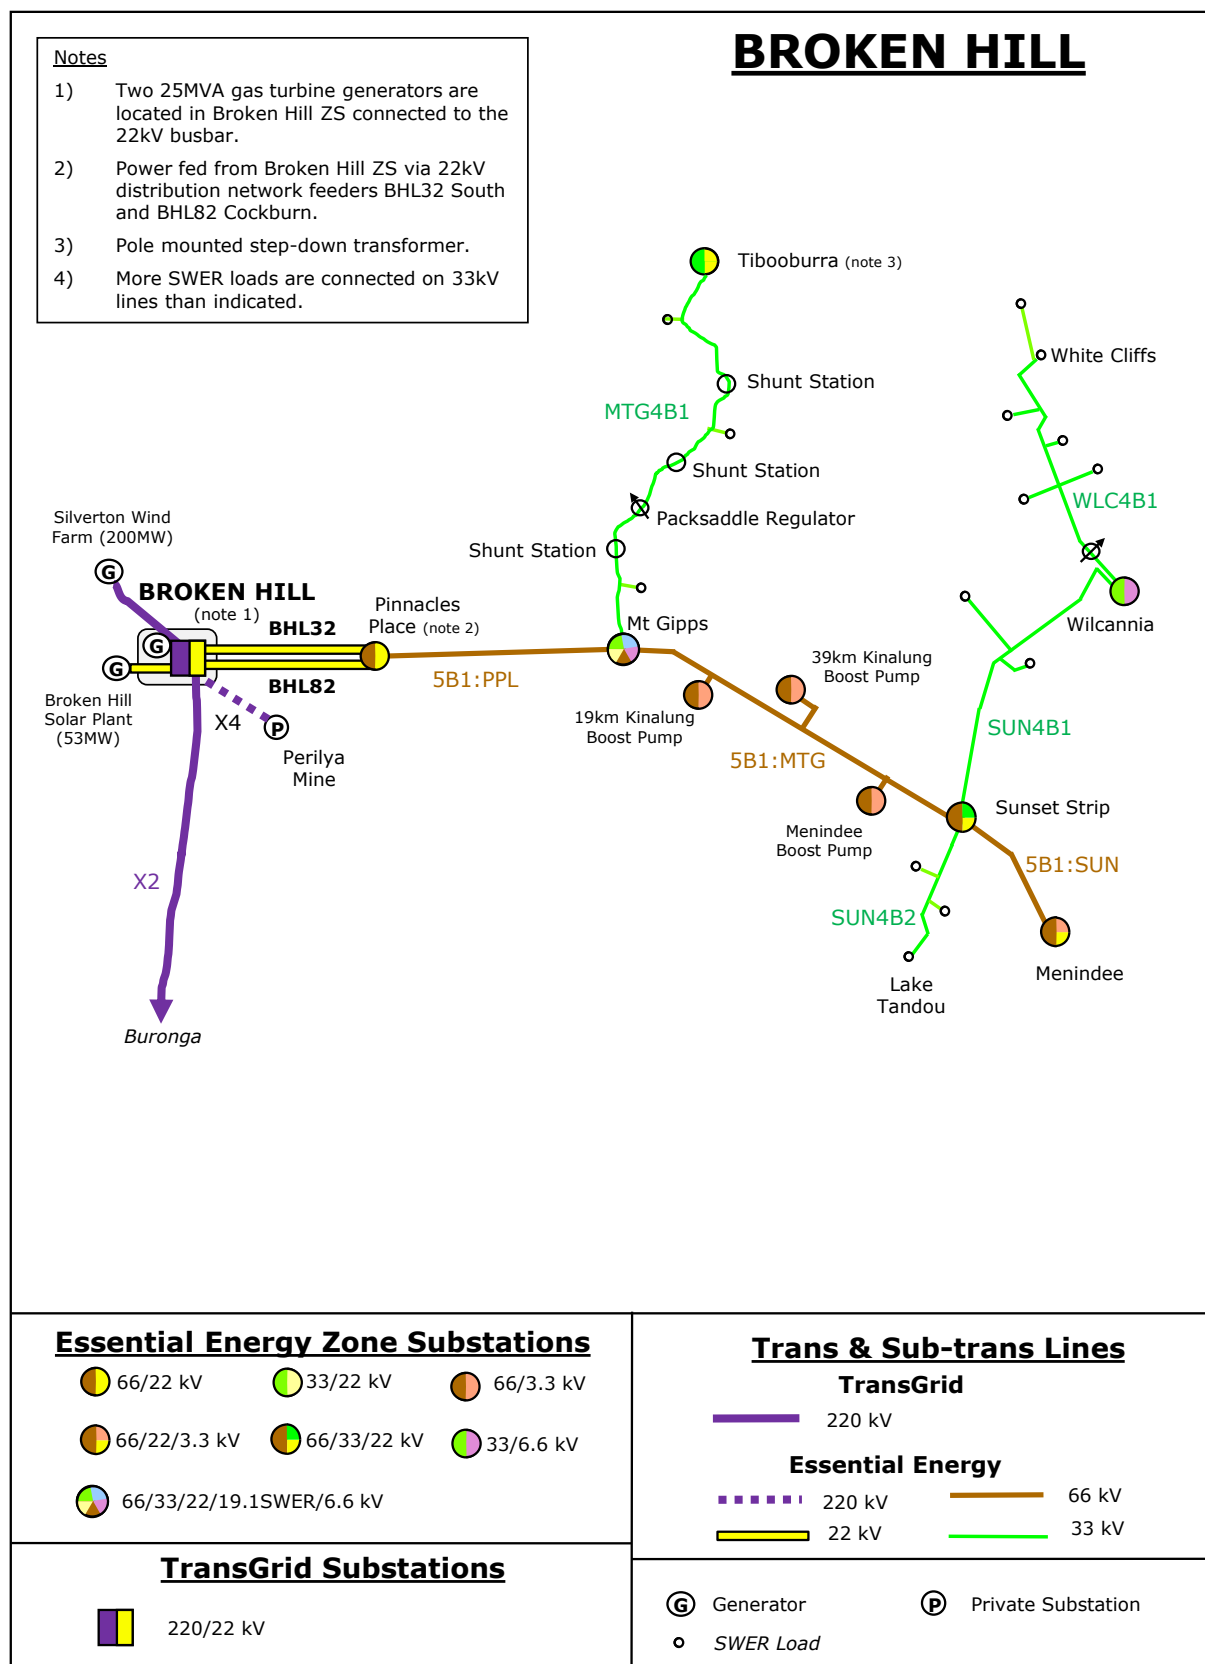 BROKEN HILL
Notes
1) Two 25MVA gas turbine generators are
located in Broken Hill ZS connected to the
22kV busbar.
2) Power fed from Broken Hill ZS via 22kV
distribution network feeders BHL32 South
and BHL82 Cockburn.
3) Pole mounted step-down transformer.
4) More SWER loads are connected on 33kV
lines than indicated.
Tibooburra (note 3)
White Cliffs
Shunt Station
MTG4B1
Shunt Station
WLC4B1
Packsaddle Regulator
Silverton Wind
Farm (200MW)
Shunt Station
G
BROKEN HILL
(note 1)
Pinnacles
Place (note 2)
BHL32
Mt Gipps
Wilcannia
G
G
BHL82
5B1:PPL
39km Kinalung
Boost Pump
Broken Hill
Solar Plant
(53MW)
X4
P
Perilya
Mine
19km Kinalung
Boost Pump
5B1:MTG
SUN4B1
Sunset Strip
Menindee
Boost Pump
5B1:SUN
X2
SUN4B2
Lake
Tandou
Menindee
Buronga
Essential Energy Zone Substations
66/22 kV
33/22 kV
66/3.3 kV
66/22/3.3 kV
66/33/22 kV
33/6.6 kV
66/33/22/19.1SWER/6.6 kV
TransGrid Substations
220/22 kV
Trans & Sub-trans Lines
TransGrid
220 kV
Essential Energy
220 kV
66 kV
22 kV
33 kV
G Generator
P Private Substation
SWER Load